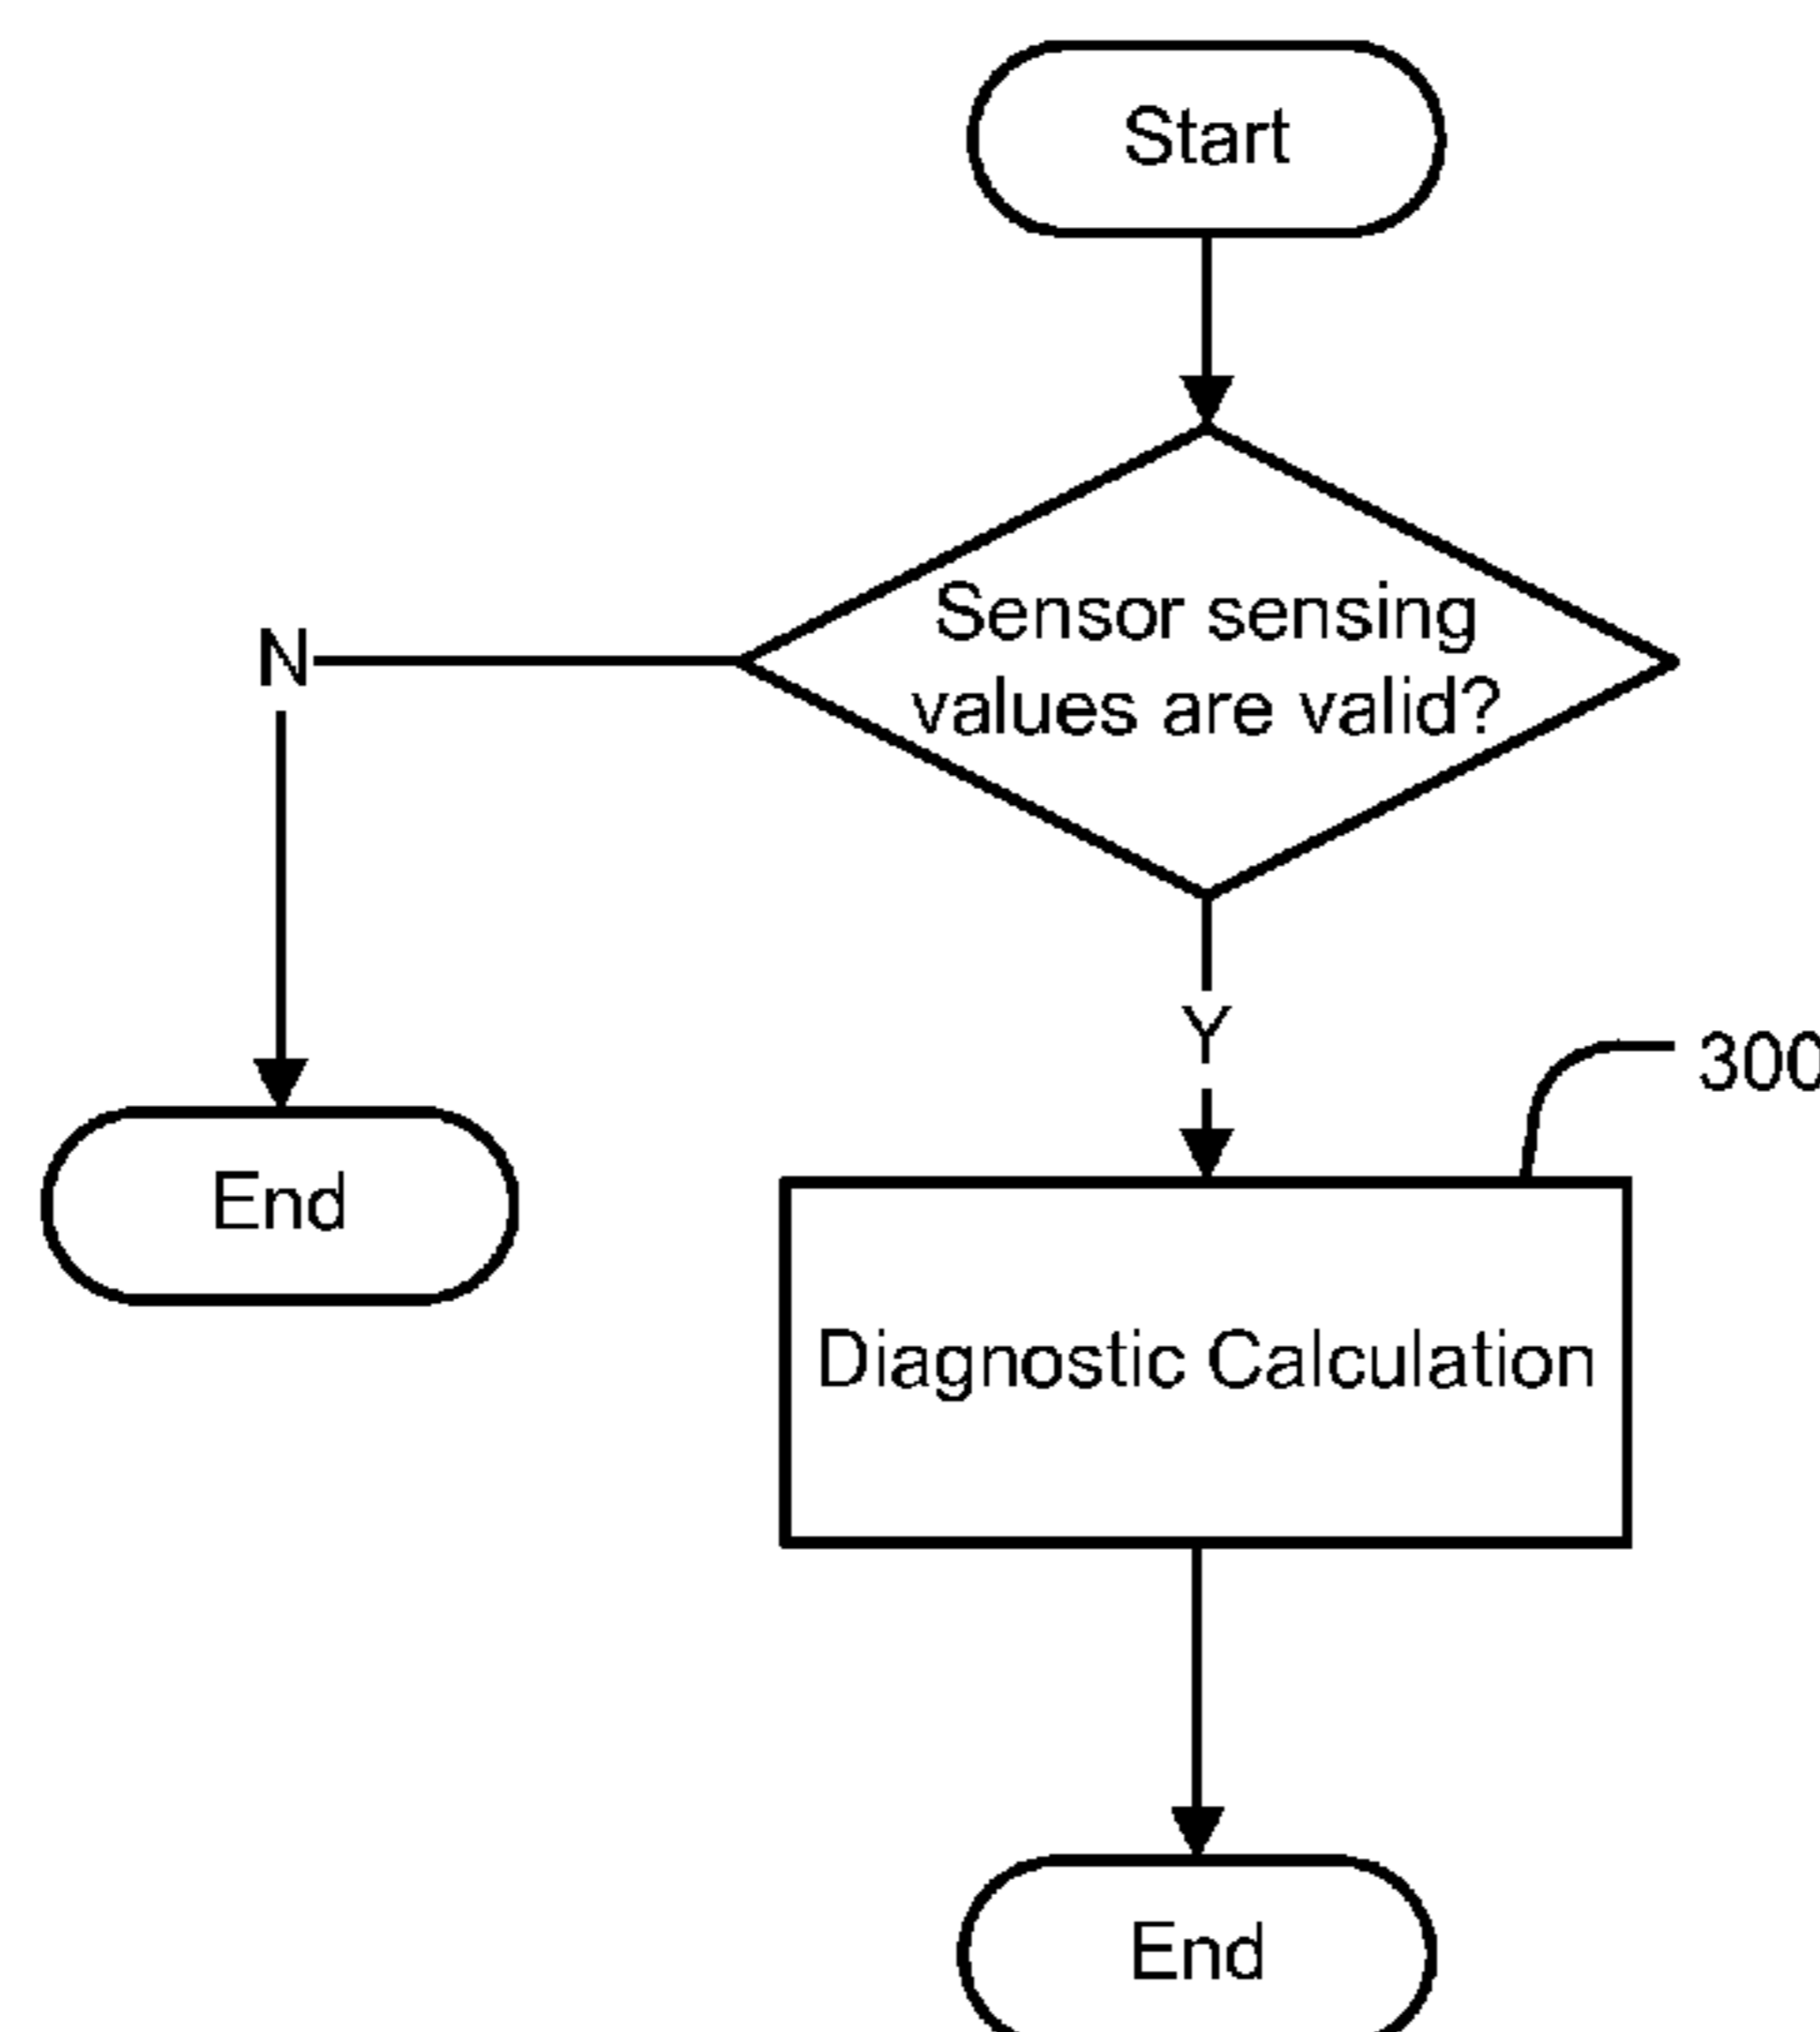 Start
Sensor sensing
values are valid?
N
Y
300
End
Diagnostic Calculation
End